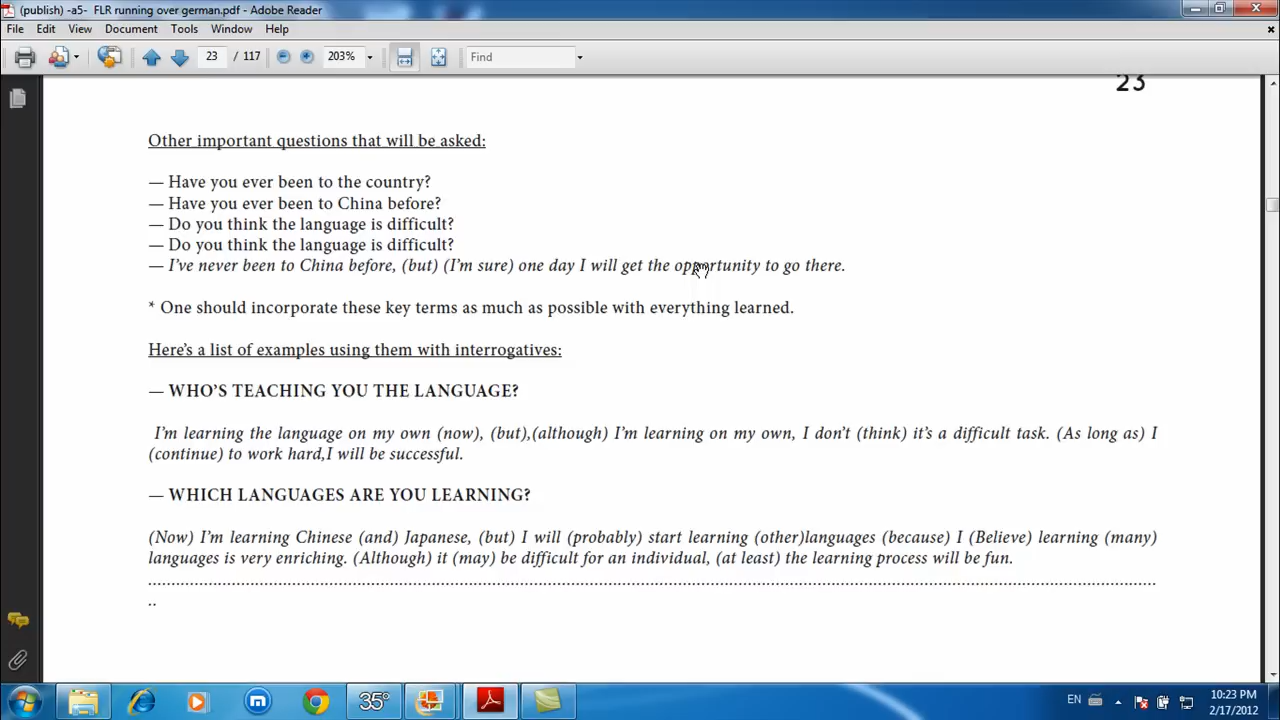 (publish) -a5-  FLR running over german.pdf - Adobe Reader
File Edit View Document Tools Window Help
23 / 117 203% Find
23
Other important questions that will be asked:
— Have you ever been to the country?
— Have you ever been to China before?
— Do you think the language is difficult?
— Do you think the language is difficult?
— I've never been to China before, (but) (I'm sure) one day I will get the opportunity to go there.
* One should incorporate these key terms as much as possible with everything learned.
Here's a list of examples using them with interrogatives:
— WHO'S TEACHING YOU THE LANGUAGE?
I'm learning the language on my own (now), (but),(although) I'm learning on my own, I don't (think) it's a difficult task. (As long as) I
(continue) to work hard,I will be successful.
— WHICH LANGUAGES ARE YOU LEARNING?
(Now) I'm learning Chinese (and) Japanese, (but) I will (probably) start learning (other)languages (because) I (Believe) learning (many)
languages is very enriching. (Although) it (may) be difficult for an individual, (at least) the learning process will be fun.
35°
EN
10:23 PM
2/17/2012